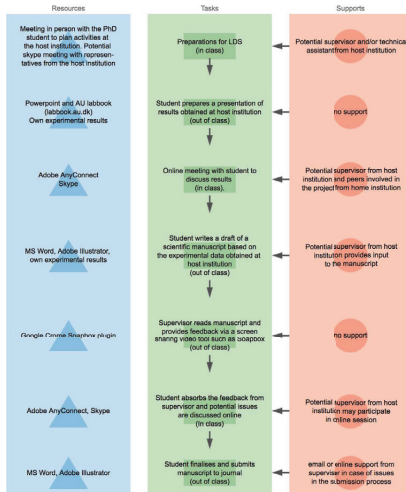 Resources
Tasks
Supports
Meeting in person with the PhD
student to plan activities at
the host institution. Potential
skype meeting with represen-
tatives from the host institution
Preparations for LDS
(in class)
Potential supervisor and/or technical
assistant from host institution
Powerpoint and AU labbook
(labbook.au.dk)
Own experimental results
Student prepares a presentation of
results obtained at host institution
(out of class)
no support
Adobe AnyConnect
Skype
Online meeting with student to
discuss results
(in class).
Potential supervisor from host
institution and peers involved in
the project from home institution
MS Word, Adobe Illustrator,
own experimental results
Student writes a draft of a
scientific manuscript based on
the experimental data obtained at
host institution
(out of class)
Potential supervisor from host
institution provides input
to the manuscript
Google Crome Soapbox plugin
Supervisor reads manuscript and
provides feedback via a screen
sharing video tool such as Soapbox
(out of class)
no support
Adobe AnyConnect, Skype
Student absorbs the feedback from
supervisor and potential issues
are discussed online
(in class)
Potential supervisor from host
institution may participate
in online session
MS Word, Adobe Illustrator
Student finalises and submits
manuscript to journal (out of class)
email or online support from
supervisor in case of issues
in the submission process